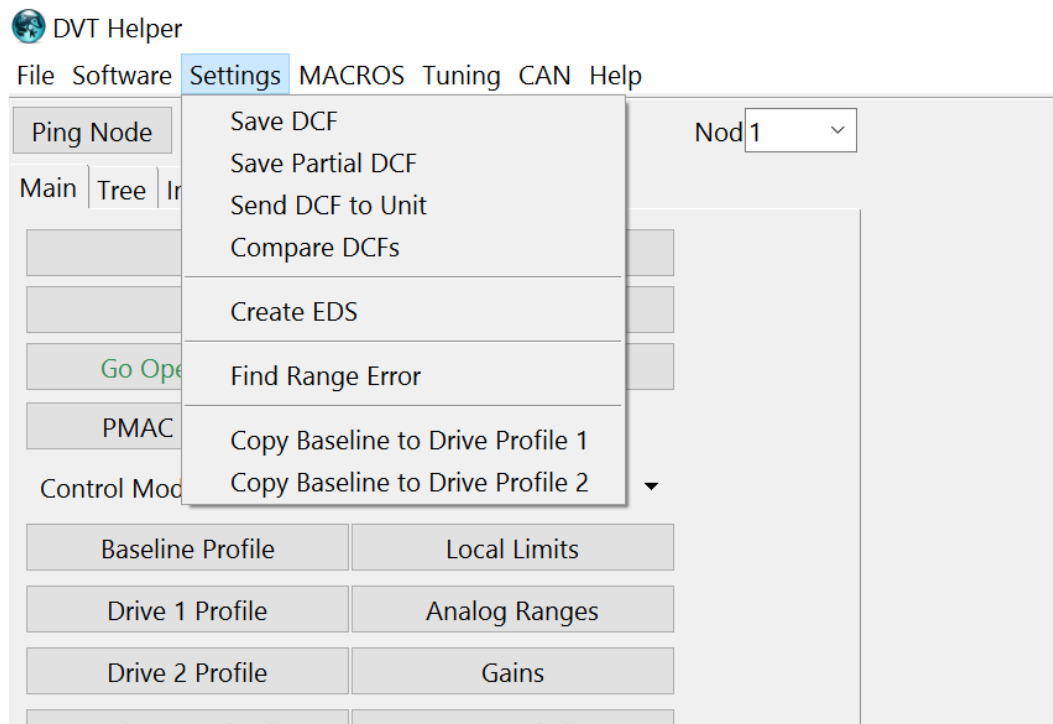 DVT Helper
File Software Settings MACROS Tuning CAN Help
Ping Node
Nod 1
Save DCF
Save Partial DCF
Send DCF to Unit
Compare DCFs
Create EDS
Find Range Error
Copy Baseline to Drive Profile 1
Copy Baseline to Drive Profile 2
Main Tree
Go Ope
PMAC
Control Mod
Baseline Profile Local Limits
Drive 1 Profile Analog Ranges
Drive 2 Profile Gains